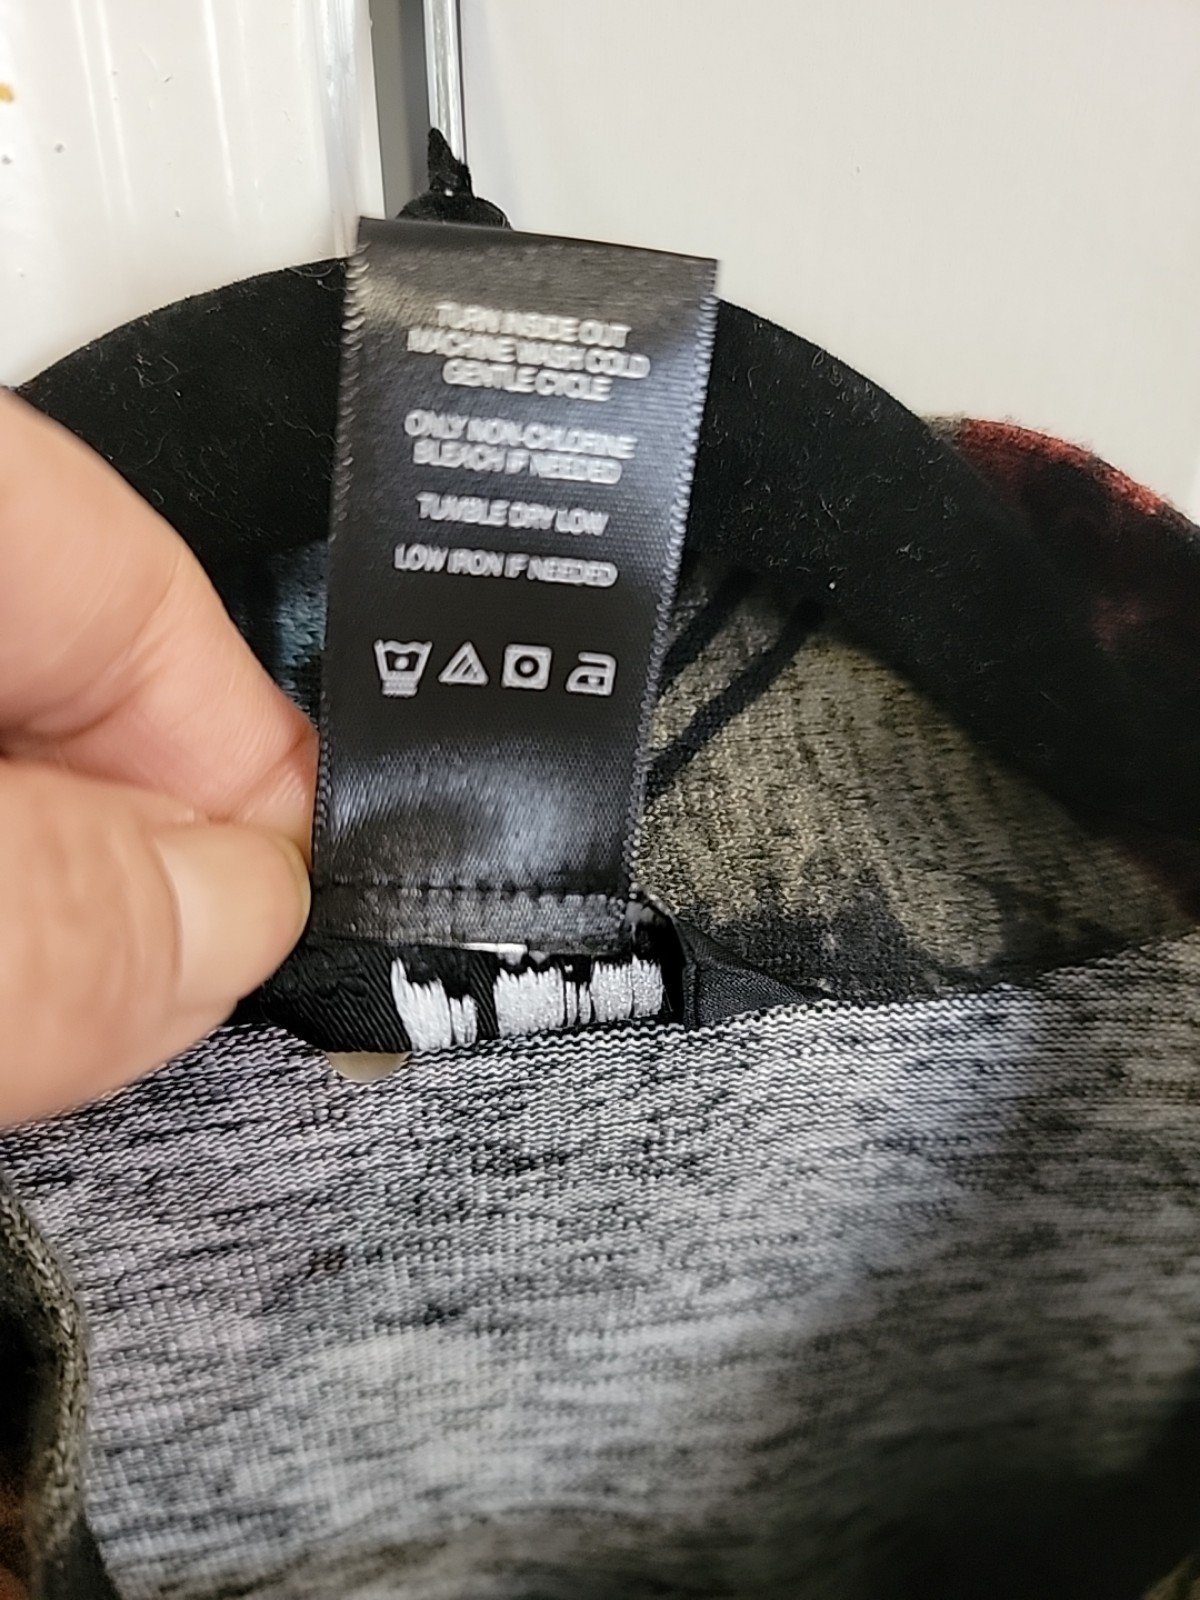 TURN INSIDE OUT
MACHINE WASH COLD
GENTLE CYCLE
ONLY NON-CHLORINE
BLEACH IF NEEDED
TUMBLE DRY LOW
LOW IRON IF NEEDED